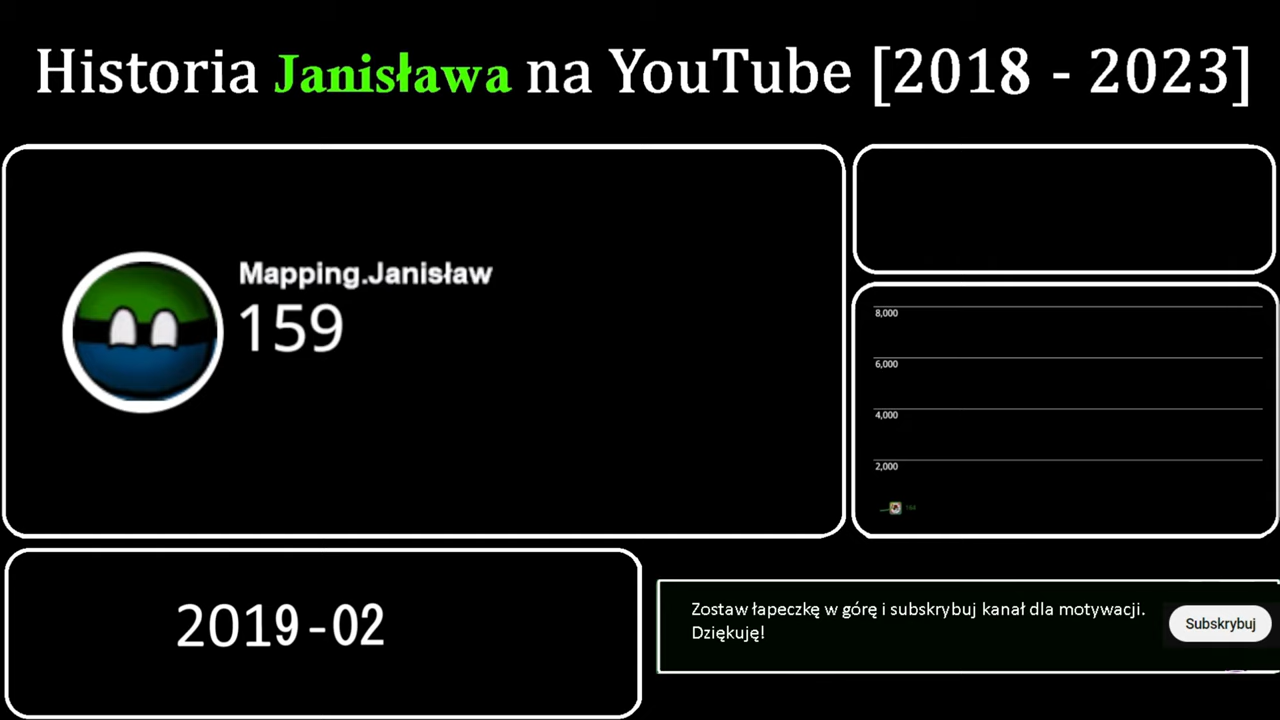 Historia Janisława na YouTube [2018 - 2023]
Mapping.Janisław
159
8,000
6,000
4,000
2,000
2019-02
Zostaw łapeczkę w górę i subskrybuj kanał dla motywacji.
Dziękuję!
Subskrybuj